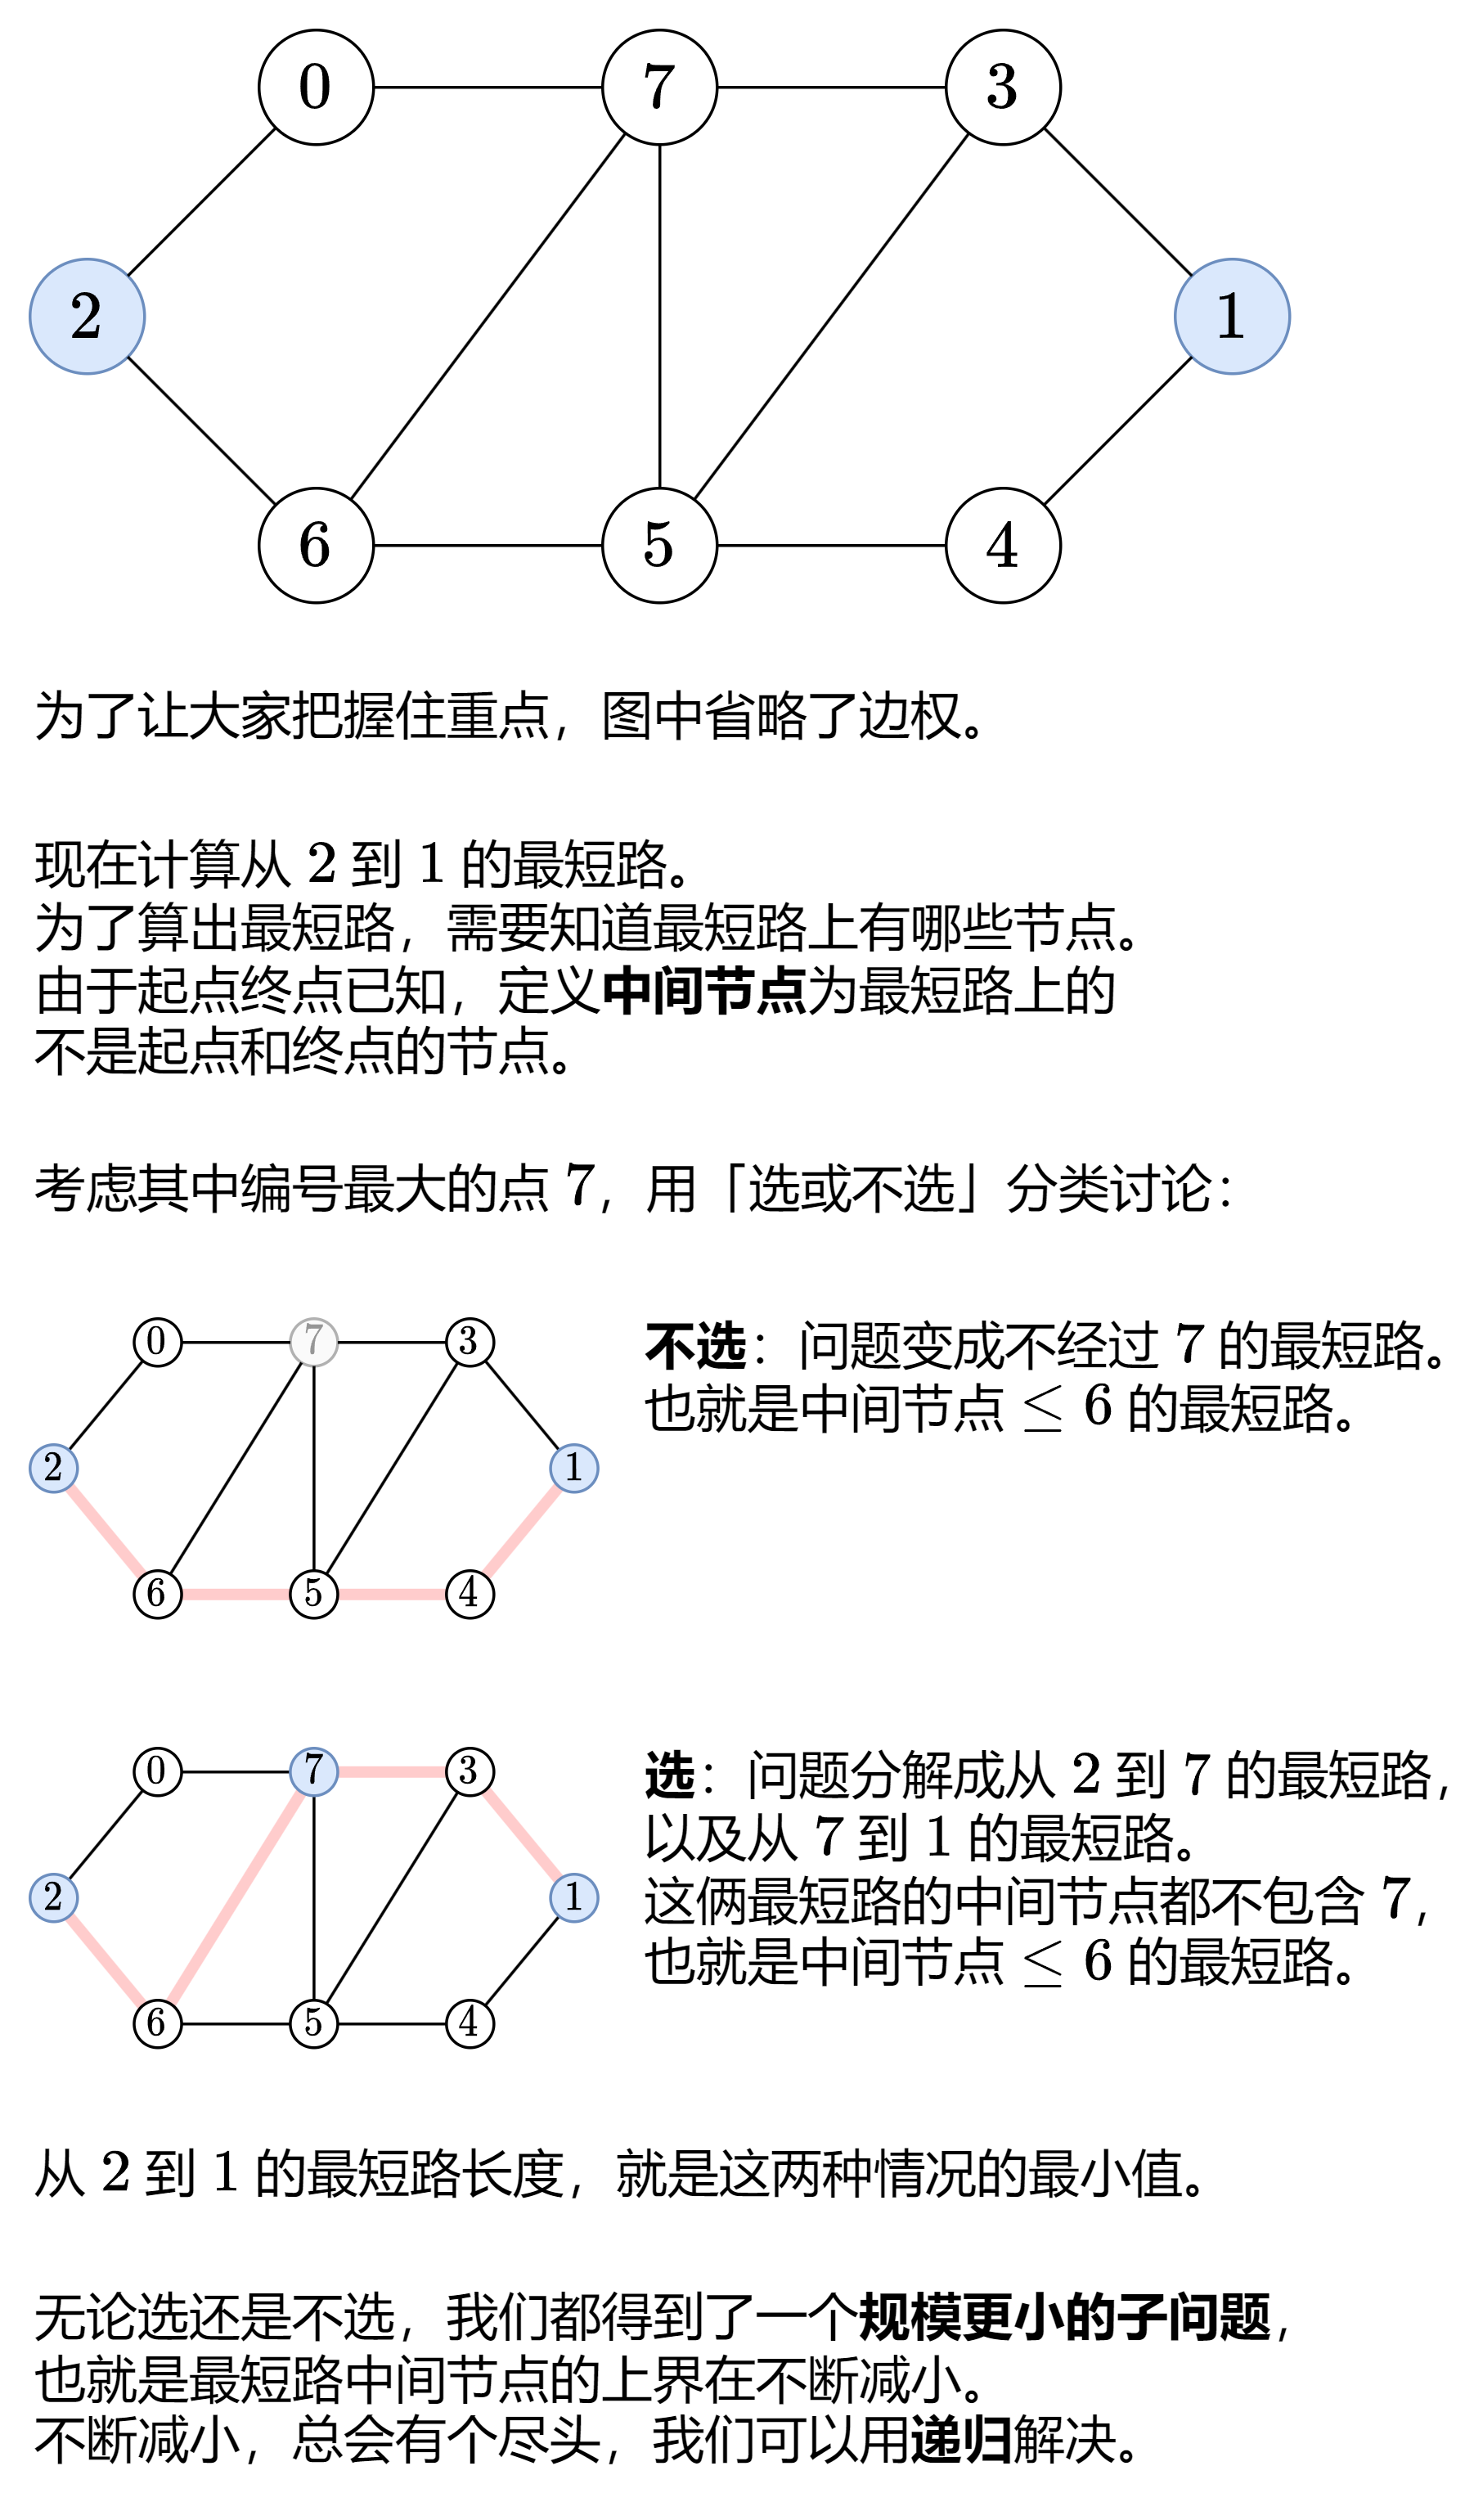 0 7 3
2 1
6 5 4
为了让大家把握住重点，图中省略了边权。
现在计算从 2 到 1 的最短路。
为了算出最短路，需要知道最短路上有哪些节点。
由于起点终点已知，定义中间节点为最短路上的
不是起点和终点的节点。
考虑其中编号最大的点 7，用「选或不选」分类讨论：
0 7 3
2 1
6 5 4
不选：问题变成不经过 7 的最短路。
也就是中间节点 ≤ 6 的最短路。
0 7 3
2 1
6 5 4
选：问题分解成从 2 到 7 的最短路，
以及从 7 到 1 的最短路。
这俩最短路的中间节点都不包含 7，
也就是中间节点 ≤ 6 的最短路。
从 2 到 1 的最短路长度，就是这两种情况的最小值。
无论选还是不选，我们都得到了一个规模更小的子问题，
也就是最短路中间节点的上界在不断减小。
不断减小，总会有个尽头，我们可以用递归解决。